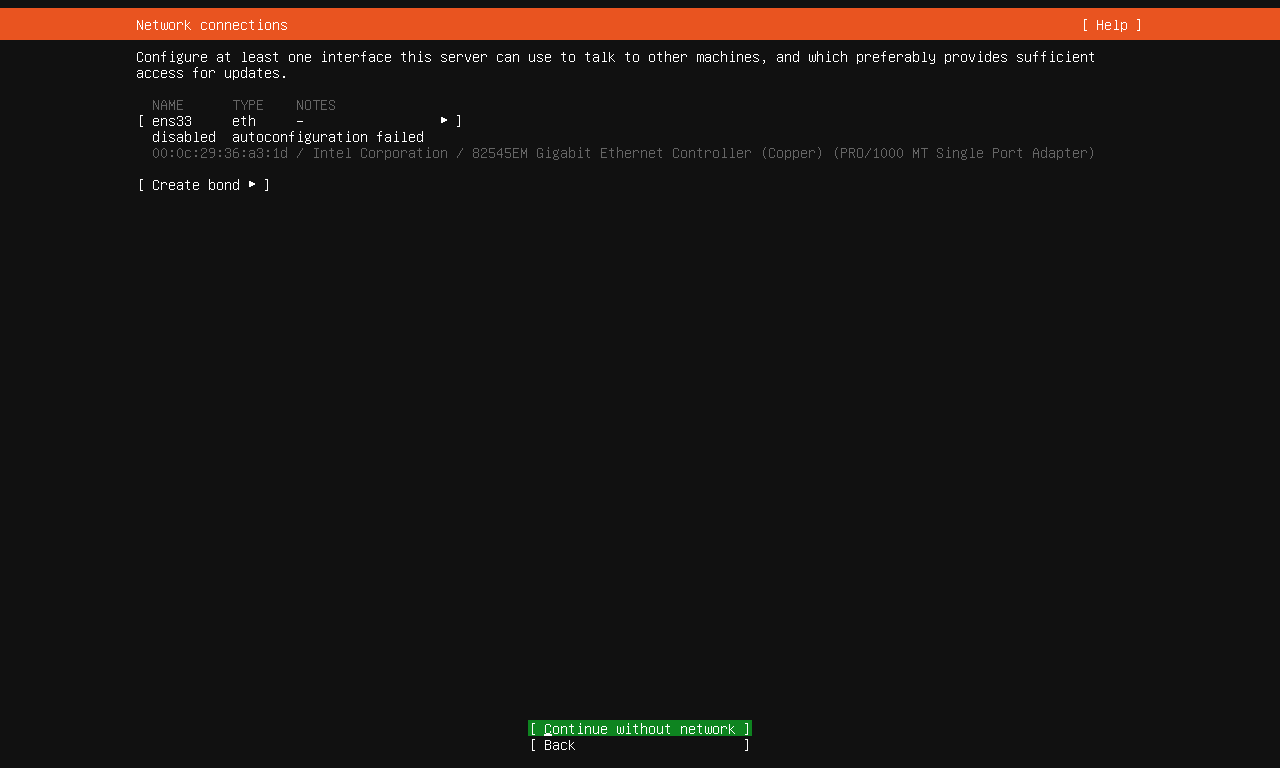 Network connections [ Help ]
Configure at least one interface this server can use to talk to other machines, and which preferably provides sufficient
access for updates.
NAME TYPE NOTES
[ ens33 eth – ▸ ]
disabled autoconfiguration failed
00:0c:29:36:a3:1d / Intel Corporation / 82545EM Gigabit Ethernet Controller (Copper) (PRO/1000 MT Single Port Adapter)
[ Create bond ▸ ]
[ Continue without network ]
[ Back ]